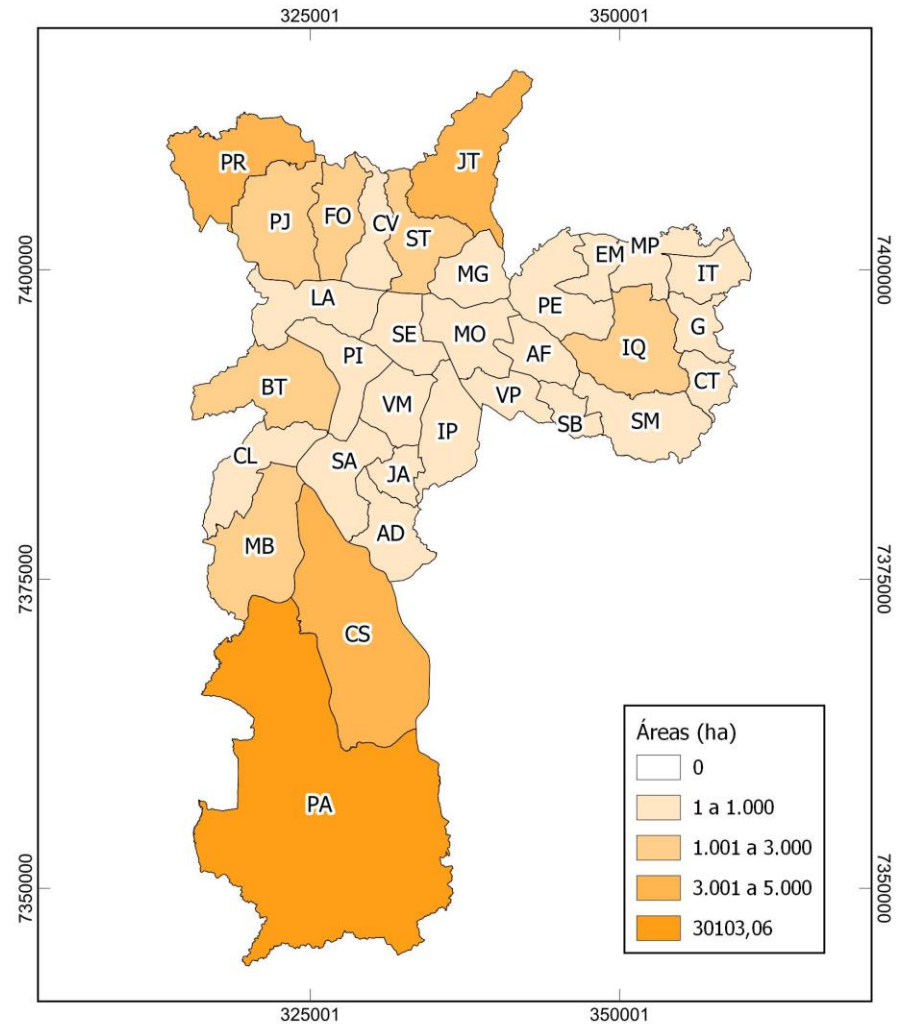 325001 350001
PR
JT
PJ FO CV ST
7400000 7400000
EM MP
MG IT
LA PE
SE MO G
PI AF IQ
BT CT
VM VP
IP SB SM
CL SA
JA
AD
MB
7375000 7375000
CS
Áreas (ha)
0
PA
1 a 1.000
1.001 a 3.000
7350000 7350000
3.001 a 5.000
30103,06
325001 350001